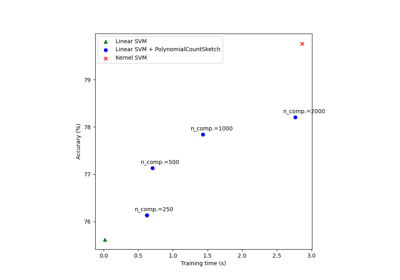 Linear SVM
Linear SVM + PolynomialCountSketch
Kernel SVM
79
n_comp.=2000
78
n_comp.=1000
Accurary (%)
77
n_comp.=500
n_comp.=250
76
0.0 0.5 1.0 1.5 2.0 2.5 3.0
Training time (s)